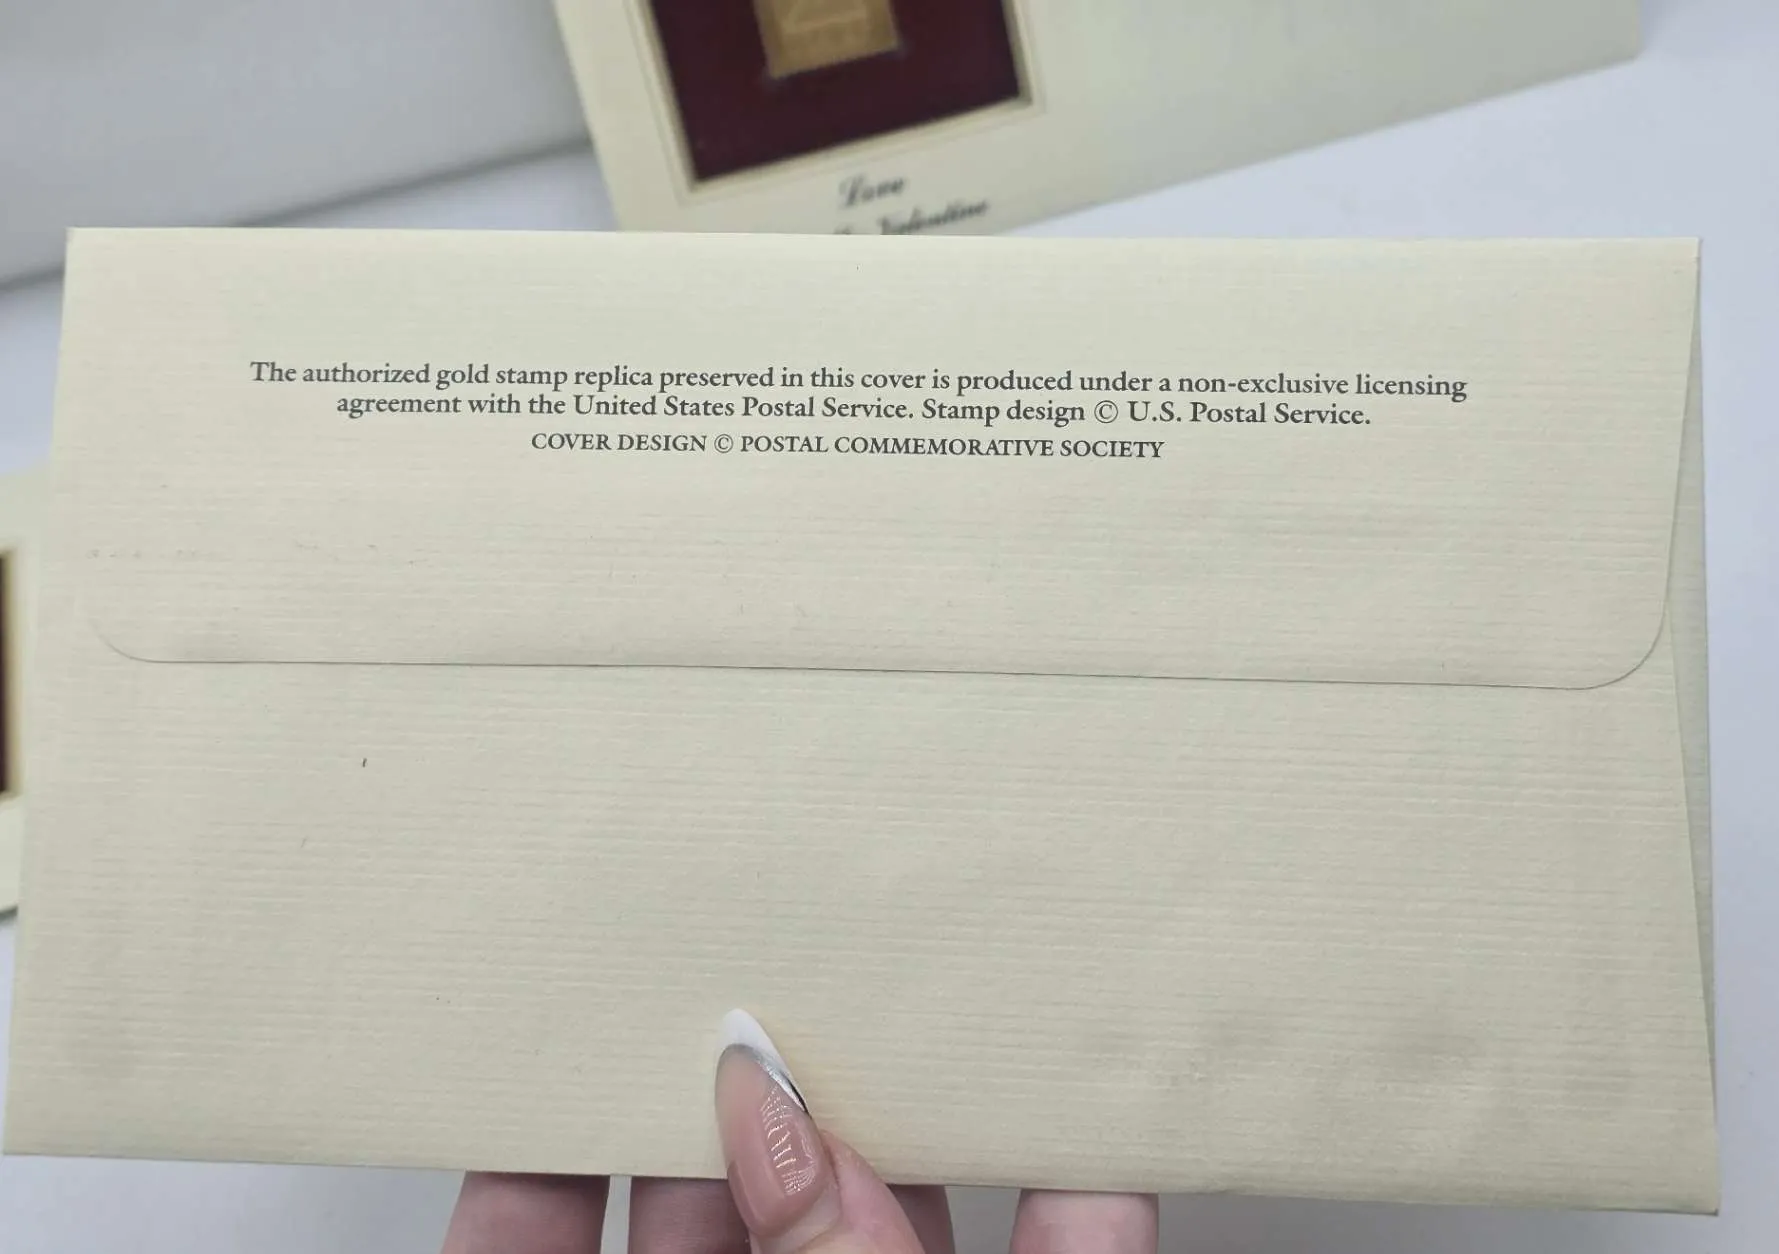 Love
Valentine
The authorized gold stamp replica preserved in this cover is produced under a non-exclusive licensing
agreement with the United States Postal Service. Stamp design © U.S. Postal Service.
COVER DESIGN © POSTAL COMMEMORATIVE SOCIETY